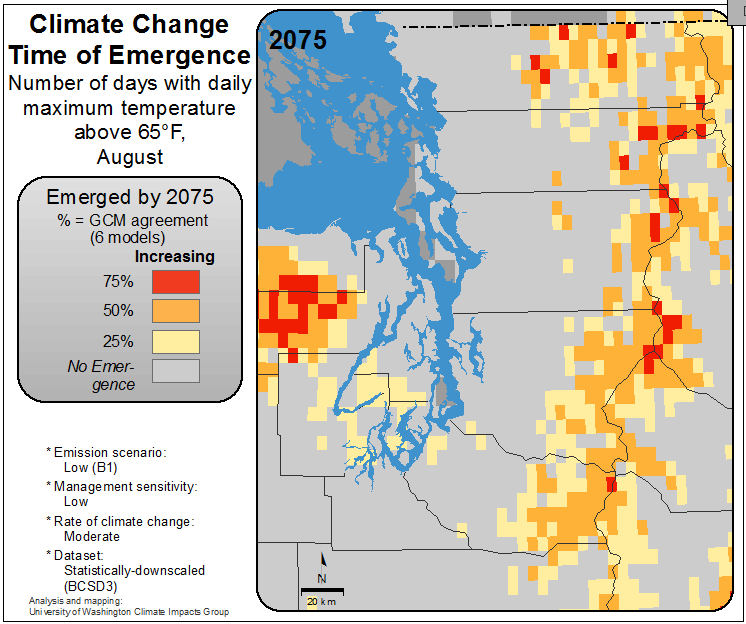 Climate Change
Time of Emergence
Number of days with daily
maximum temperature
above 65°F,
August
Emerged by 2075
% = GCM agreement
(6 models)
Increasing
75%
50%
25%
No Emer-
gence
* Emission scenario:
Low (B1)
* Management sensitivity:
Low
* Rate of climate change:
Moderate
* Dataset:
Statistically-downscaled
(BCSD3)
Analysis and mapping:
University of Washington Climate Impacts Group
2075
N
20 km